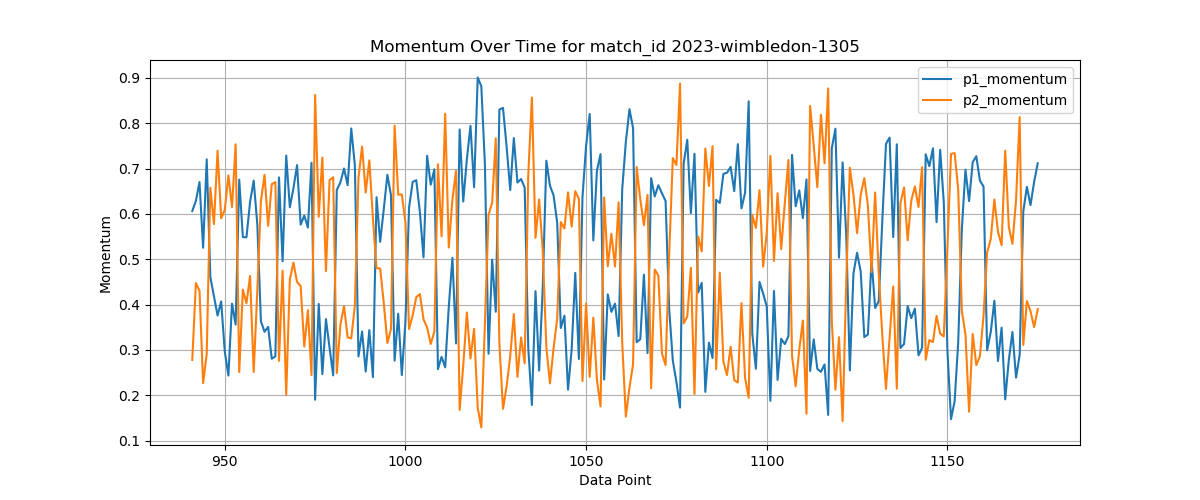 Momentum Over Time for match_id 2023-wimbledon-1305
p1_momentum
p2_momentum
0.9
0.8
0.7
0.6
0.5
0.4
0.3
0.2
0.1
Momentum
950 1000 1050 1100 1150
Data Point